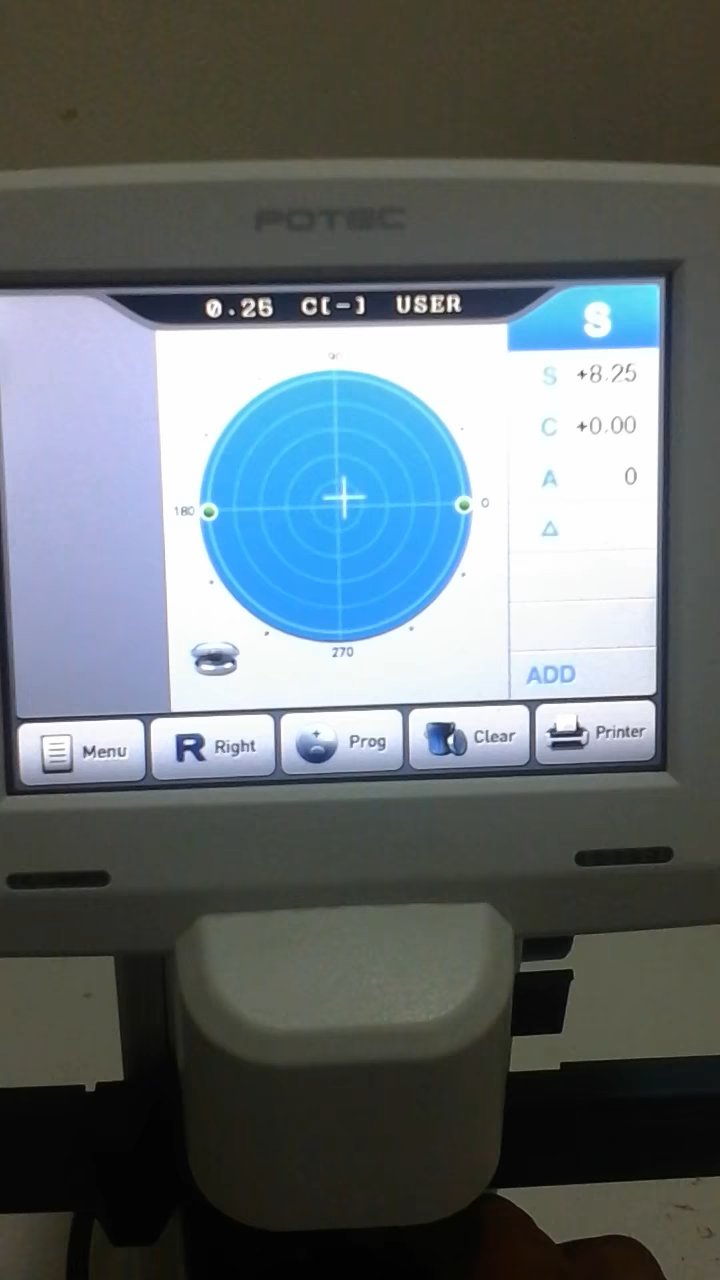 POTEC
0.25 C[-] USER
S
S +8.25
C +0.00
A 0
Δ
ADD
90
180
0
270
Menu
R Right
Prog
Clear
Printer